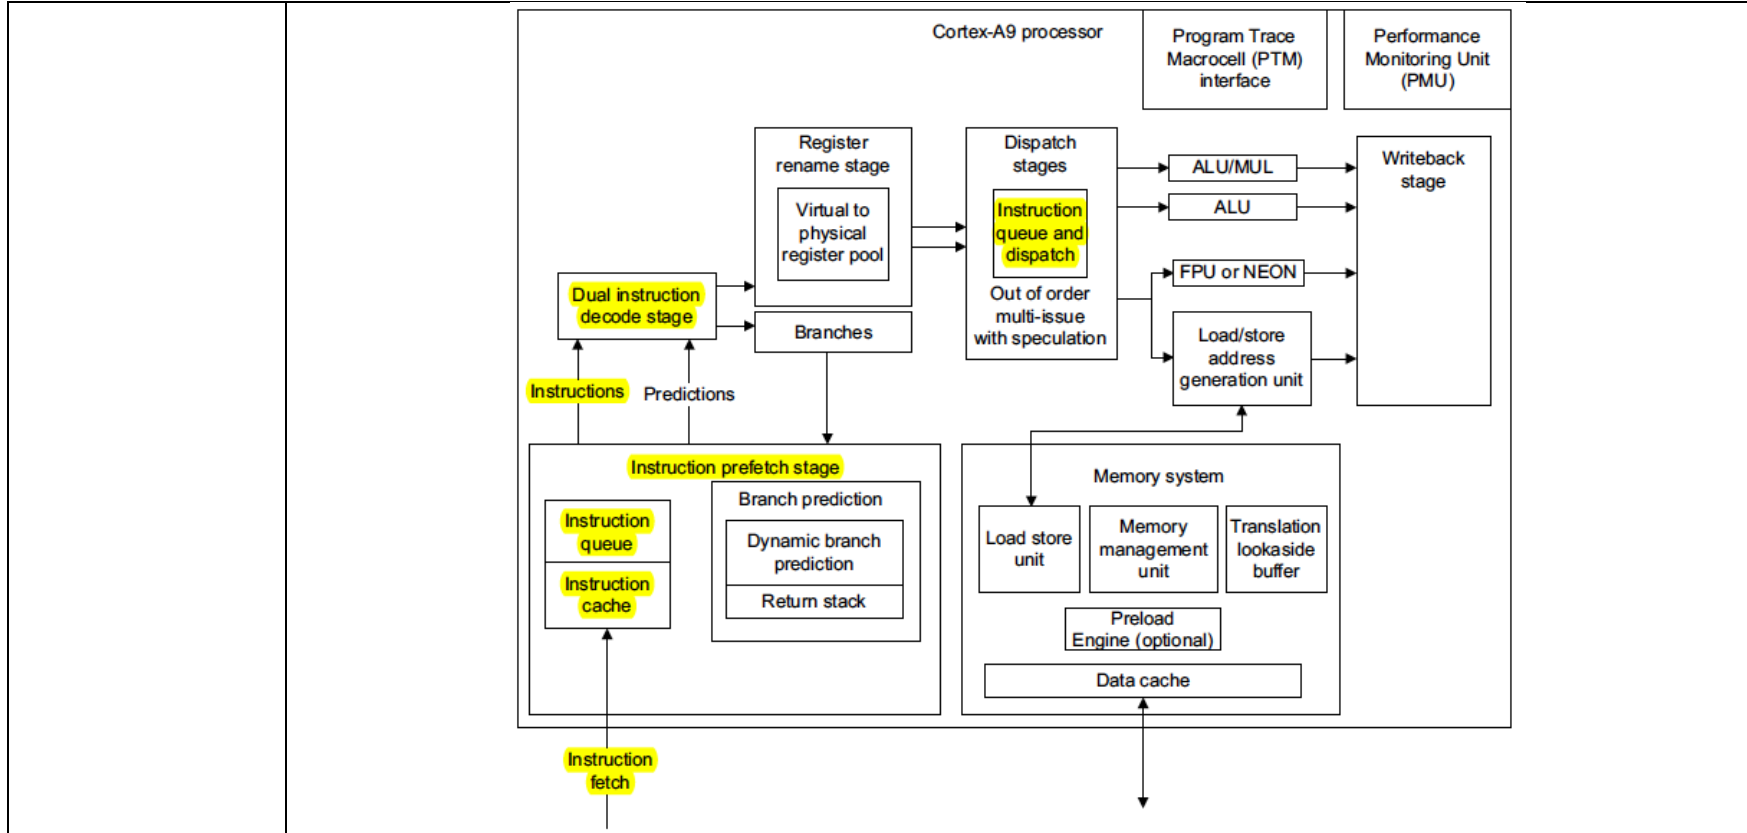 Cortex-A9 processor
Program Trace
Macrocell (PTM)
interface
Performance
Monitoring Unit
(PMU)
Register
rename stage
Virtual to
physical
register pool
Dispatch
stages
Instruction
queue and
dispatch
Out of order
multi-issue
with speculation
ALU/MUL
ALU
FPU or NEON
Load/store
address
generation unit
Writeback
stage
Dual instruction
decode stage
Branches
Instructions
Predictions
Instruction prefetch stage
Instruction
queue
Instruction
cache
Branch prediction
Dynamic branch
prediction
Return stack
Memory system
Load store
unit
Memory
management
unit
Translation
lookaside
buffer
Preload
Engine (optional)
Data cache
Instruction
fetch